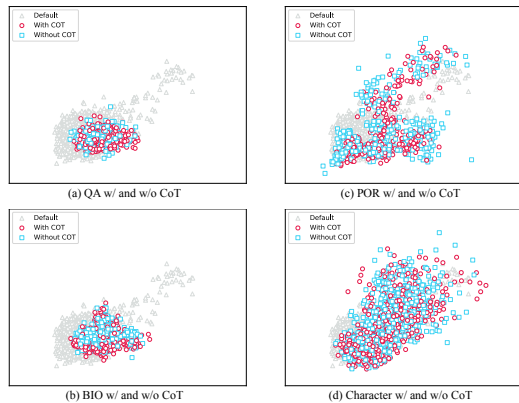 Default
With COT
Without COT
(a) QA w/ and w/o CoT
Default
With COT
Without COT
(c) POR w/ and w/o CoT
Default
With COT
Without COT
(b) BIO w/ and w/o CoT
Default
With COT
Without COT
(d) Character w/ and w/o CoT